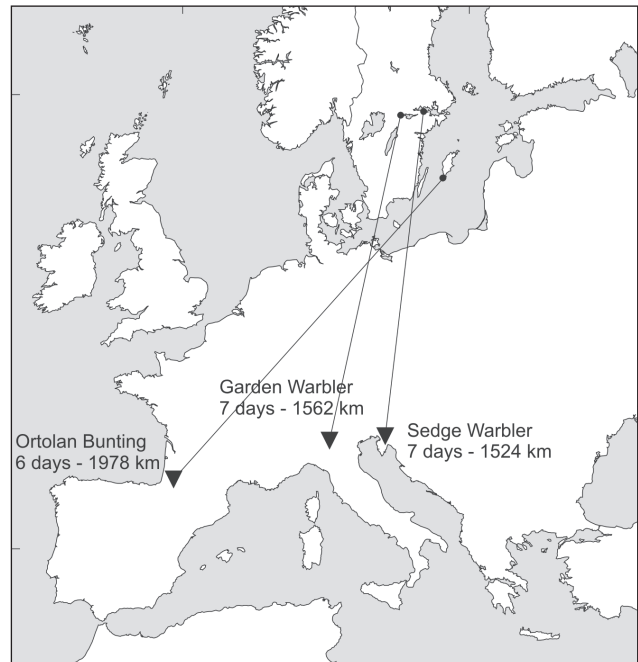 Garden Warbler
7 days - 1562 km
Sedge Warbler
7 days - 1524 km
Ortolan Bunting
6 days - 1978 km